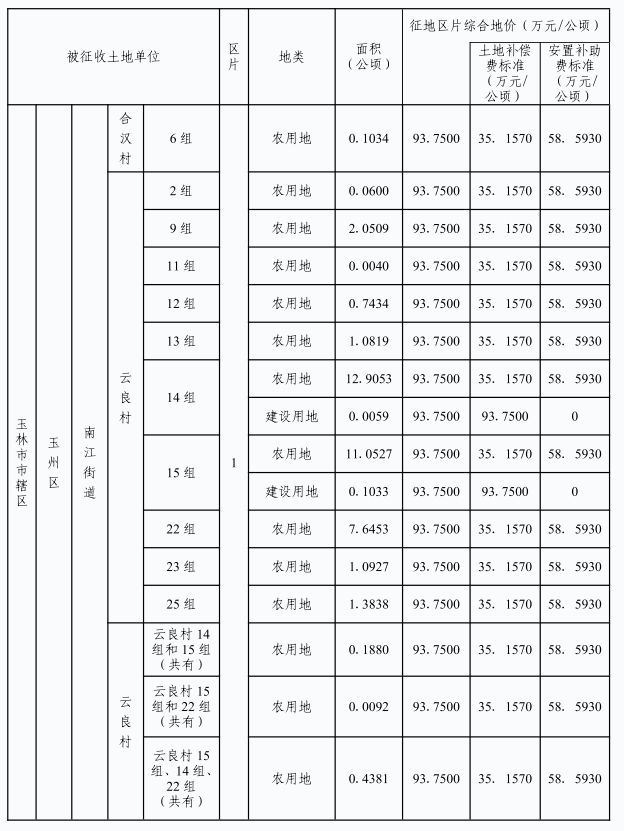 被征收土地单位
区
片
地类
面积
（公顷）
征地区片综合地价（万元/公顷）
土地补偿
费标准
（万元/
公顷）
安置补助
费标准
（万元/
公顷）
玉
林
市
市
辖
区
玉
州
区
南
江
街
道
1
合
汉
村
6 组 农用地 0.1034 93.7500 35. 1570 58. 5930
云
良
村
2 组 农用地 0.0600 93.7500 35. 1570 58. 5930
9 组 农用地 2.0509 93.7500 35. 1570 58. 5930
11 组 农用地 0.0040 93.7500 35. 1570 58. 5930
12 组 农用地 0.7434 93.7500 35. 1570 58. 5930
13 组 农用地 1.0819 93.7500 35. 1570 58. 5930
14 组 农用地 12.9053 93.7500 35. 1570 58. 5930
建设用地 0.0059 93.7500 93.7500 0
15 组 农用地 11.0527 93.7500 35. 1570 58. 5930
建设用地 0.1033 93.7500 93.7500 0
22 组 农用地 7.6453 93.7500 35. 1570 58. 5930
23 组 农用地 1.0927 93.7500 35. 1570 58. 5930
25 组 农用地 1.3838 93.7500 35. 1570 58. 5930
云
良
村
云良村 14
组和 15 组
（共有）
农用地 0.1880 93.7500 35. 1570 58. 5930
云良村 15
组和 22 组
（共有）
农用地 0.0092 93.7500 35. 1570 58. 5930
云良村 15
组、14 组、
22 组
（共有）
农用地 0.4381 93.7500 35. 1570 58. 5930